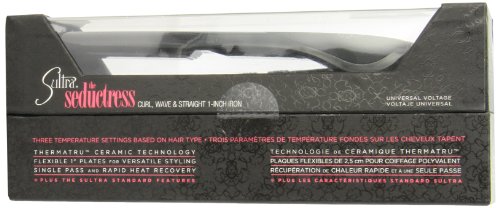 Sultra® the
seductress
CURL, WAVE & STRAIGHT 1-INCH IRON
UNIVERSAL VOLTAGE
VOLTAJE UNIVERSAL
THREE TEMPERATURE SETTINGS BASED ON HAIR TYPE • TROIS PARAMÈTRES DE TEMPÉRATURE FONDÉS SUR LES CHEVEUX TAPENT
THERMATRU™ CERAMIC TECHNOLOGY
FLEXIBLE 1" PLATES FOR VERSATILE STYLING
SINGLE PASS AND RAPID HEAT RECOVERY
+ PLUS THE SULTRA STANDARD FEATURES
TECHNOLOGIE DE CÉRAMIQUE THERMATRU™
PLAQUES FLEXIBLES DE 2,5 cm POUR COIFFAGE POLYVALENT
RÉCUPÉRATION DE CHALEUR RAPIDE ET A UNE SEULE PASSE
+ PLUS LES CARACTÉRISTIQUES STANDARD SULTRA